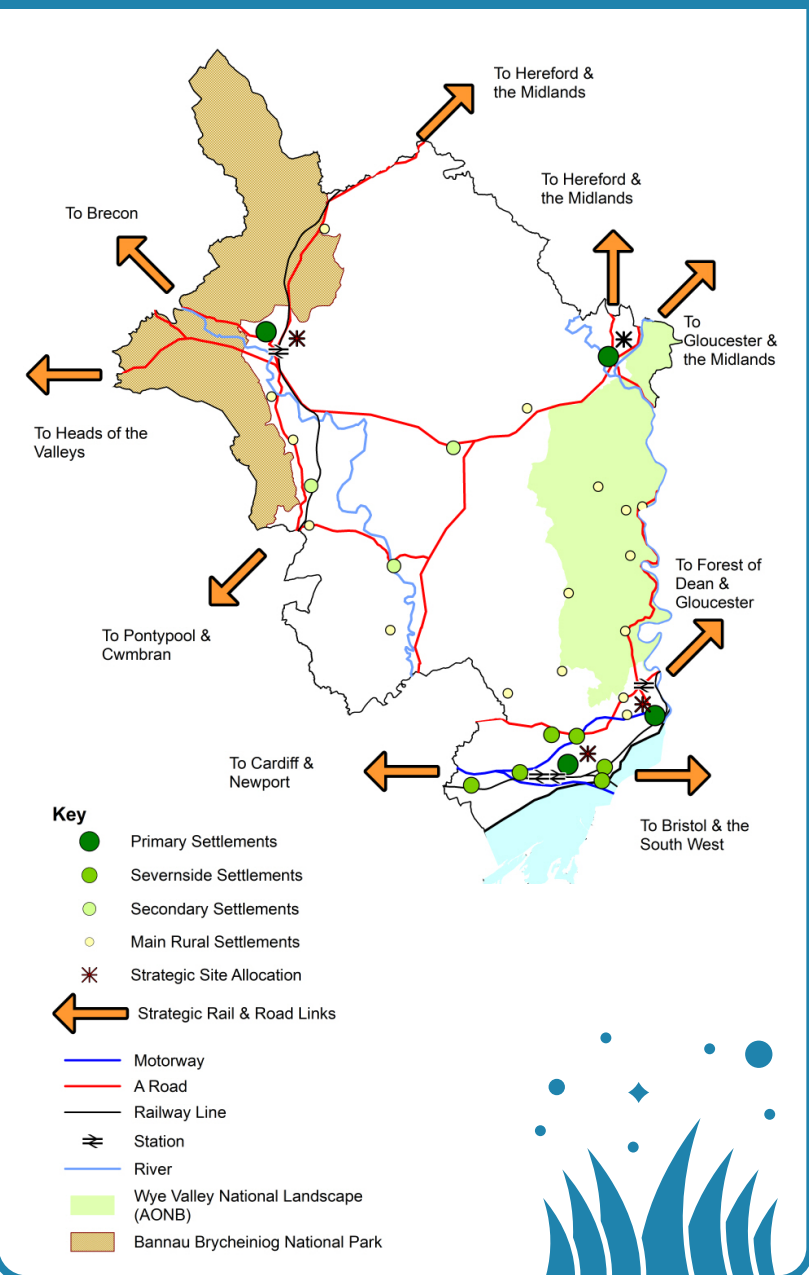 To Hereford &
the Midlands
To Hereford &
the Midlands
To Brecon
To
Gloucester &
the Midlands
To Heads of the
Valleys
To Forest of
Dean &
Gloucester
To Pontypool &
Cwmbran
To Cardiff &
Newport
To Bristol & the
South West
Key
Primary Settlements
Severnside Settlements
Secondary Settlements
Main Rural Settlements
Strategic Site Allocation
Strategic Rail & Road Links
Motorway
A Road
Railway Line
Station
River
Wye Valley National Landscape
(AONB)
Bannau Brycheiniog National Park